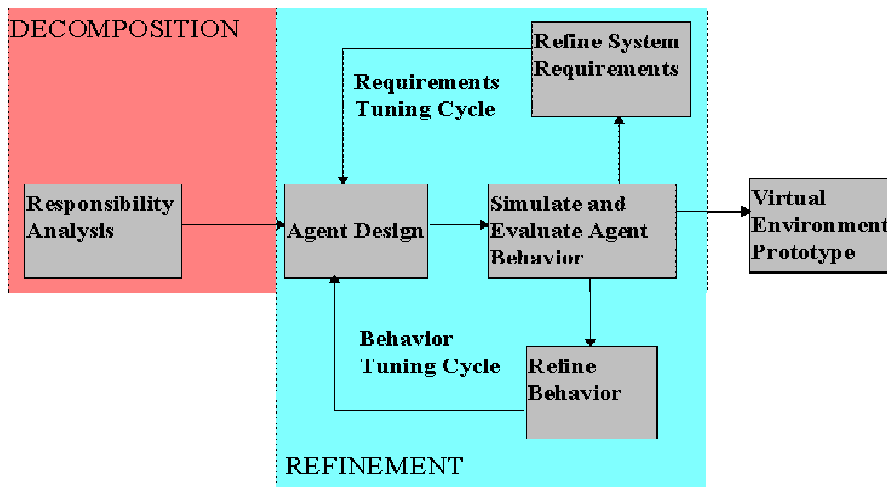 DECOMPOSITION
Refine System
Requirements
Requirements
Tuning Cycle
Responsibility
Analysis
Agent Design
Simulate and
Evaluate Agent
Behavior
Virtual
Environment
Prototype
Behavior
Tuning Cycle
Refine
Behavior
REFINEMENT